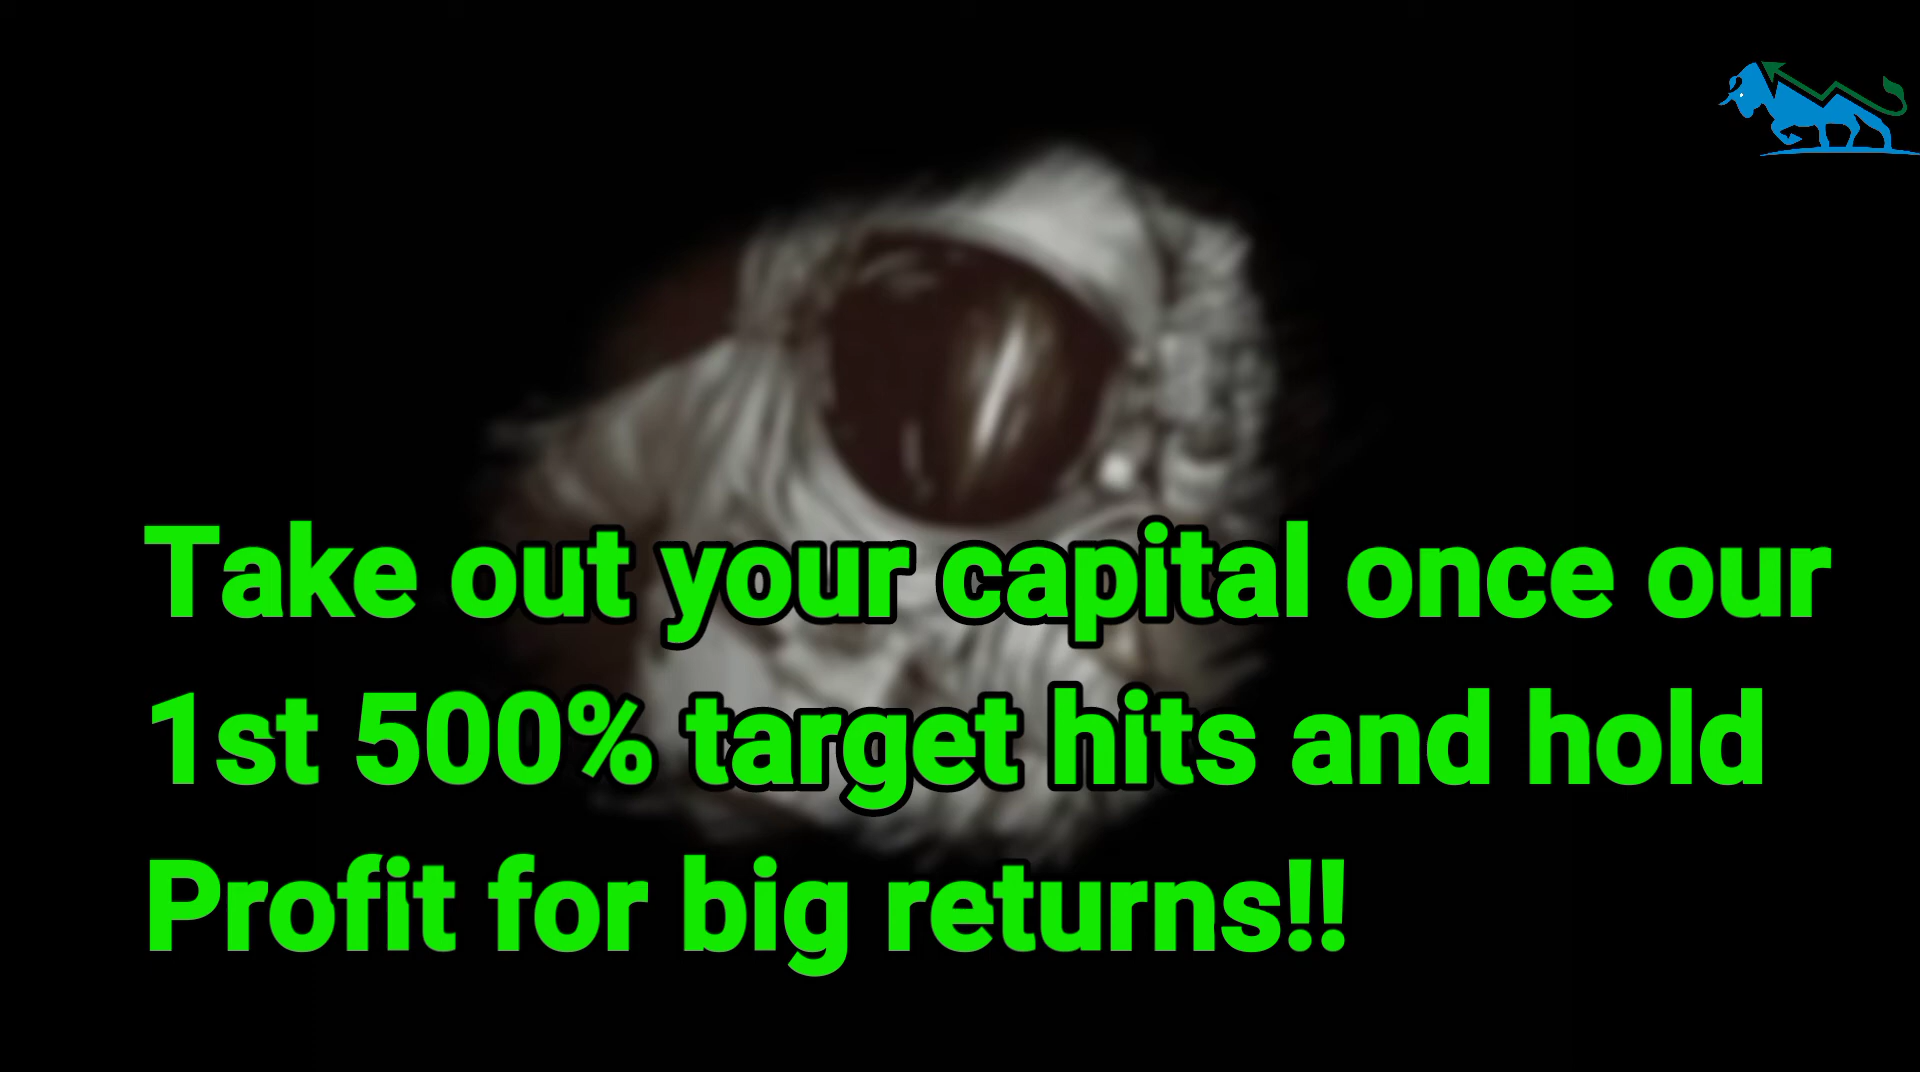 Take out your capital once our
1st 500% target hits and hold
Profit for big returns!!